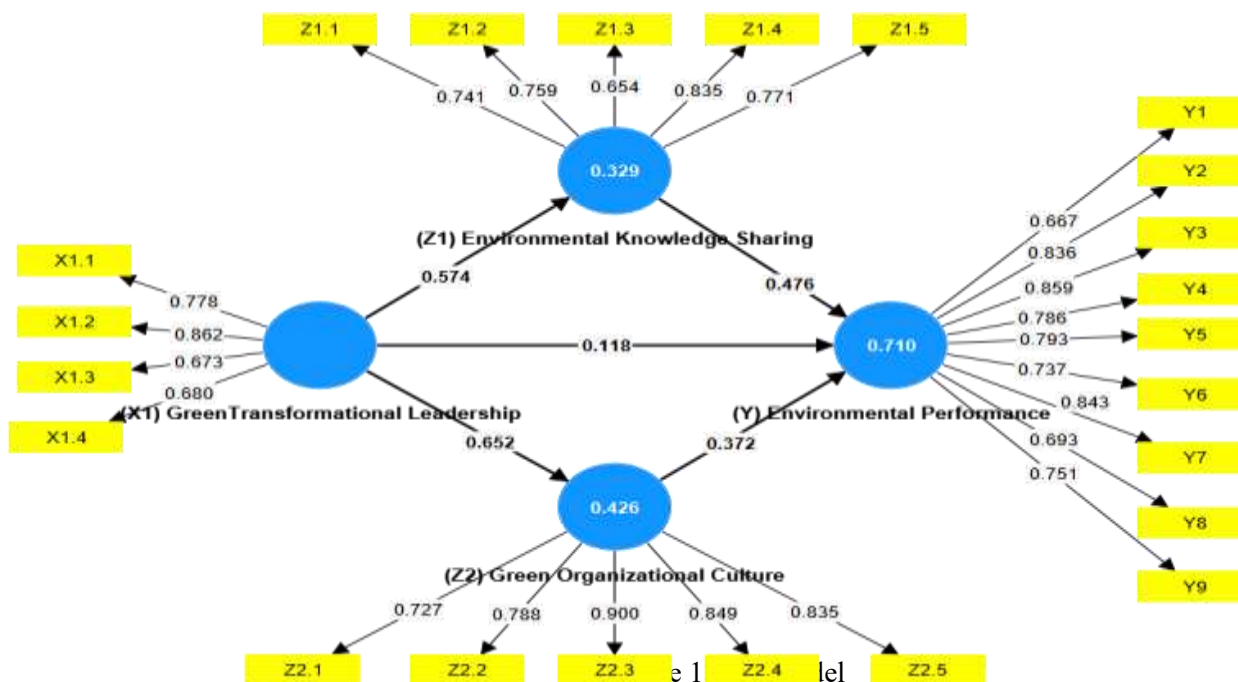 Z1.1 Z1.2 Z1.3 Z1.4 Z1.5
0.741 0.759 0.654 0.835 0.771
0.329
(Z1) Environmental Knowledge Sharing
X1.1
X1.2
X1.3
X1.4
0.778
0.862
0.673
0.680
(X1) GreenTransformational Leadership
0.574
0.118
0.652
0.476
0.372
0.710
(Y) Environmental Performance
Y1
Y2
Y3
Y4
Y5
Y6
Y7
Y8
Y9
0.667
0.836
0.859
0.786
0.793
0.737
0.843
0.693
0.751
0.426
(Z2) Green Organizational Culture
0.727 0.788 0.900 0.849 0.835
Z2.1 Z2.2 Z2.3 Z2.4 Z2.5
e 1